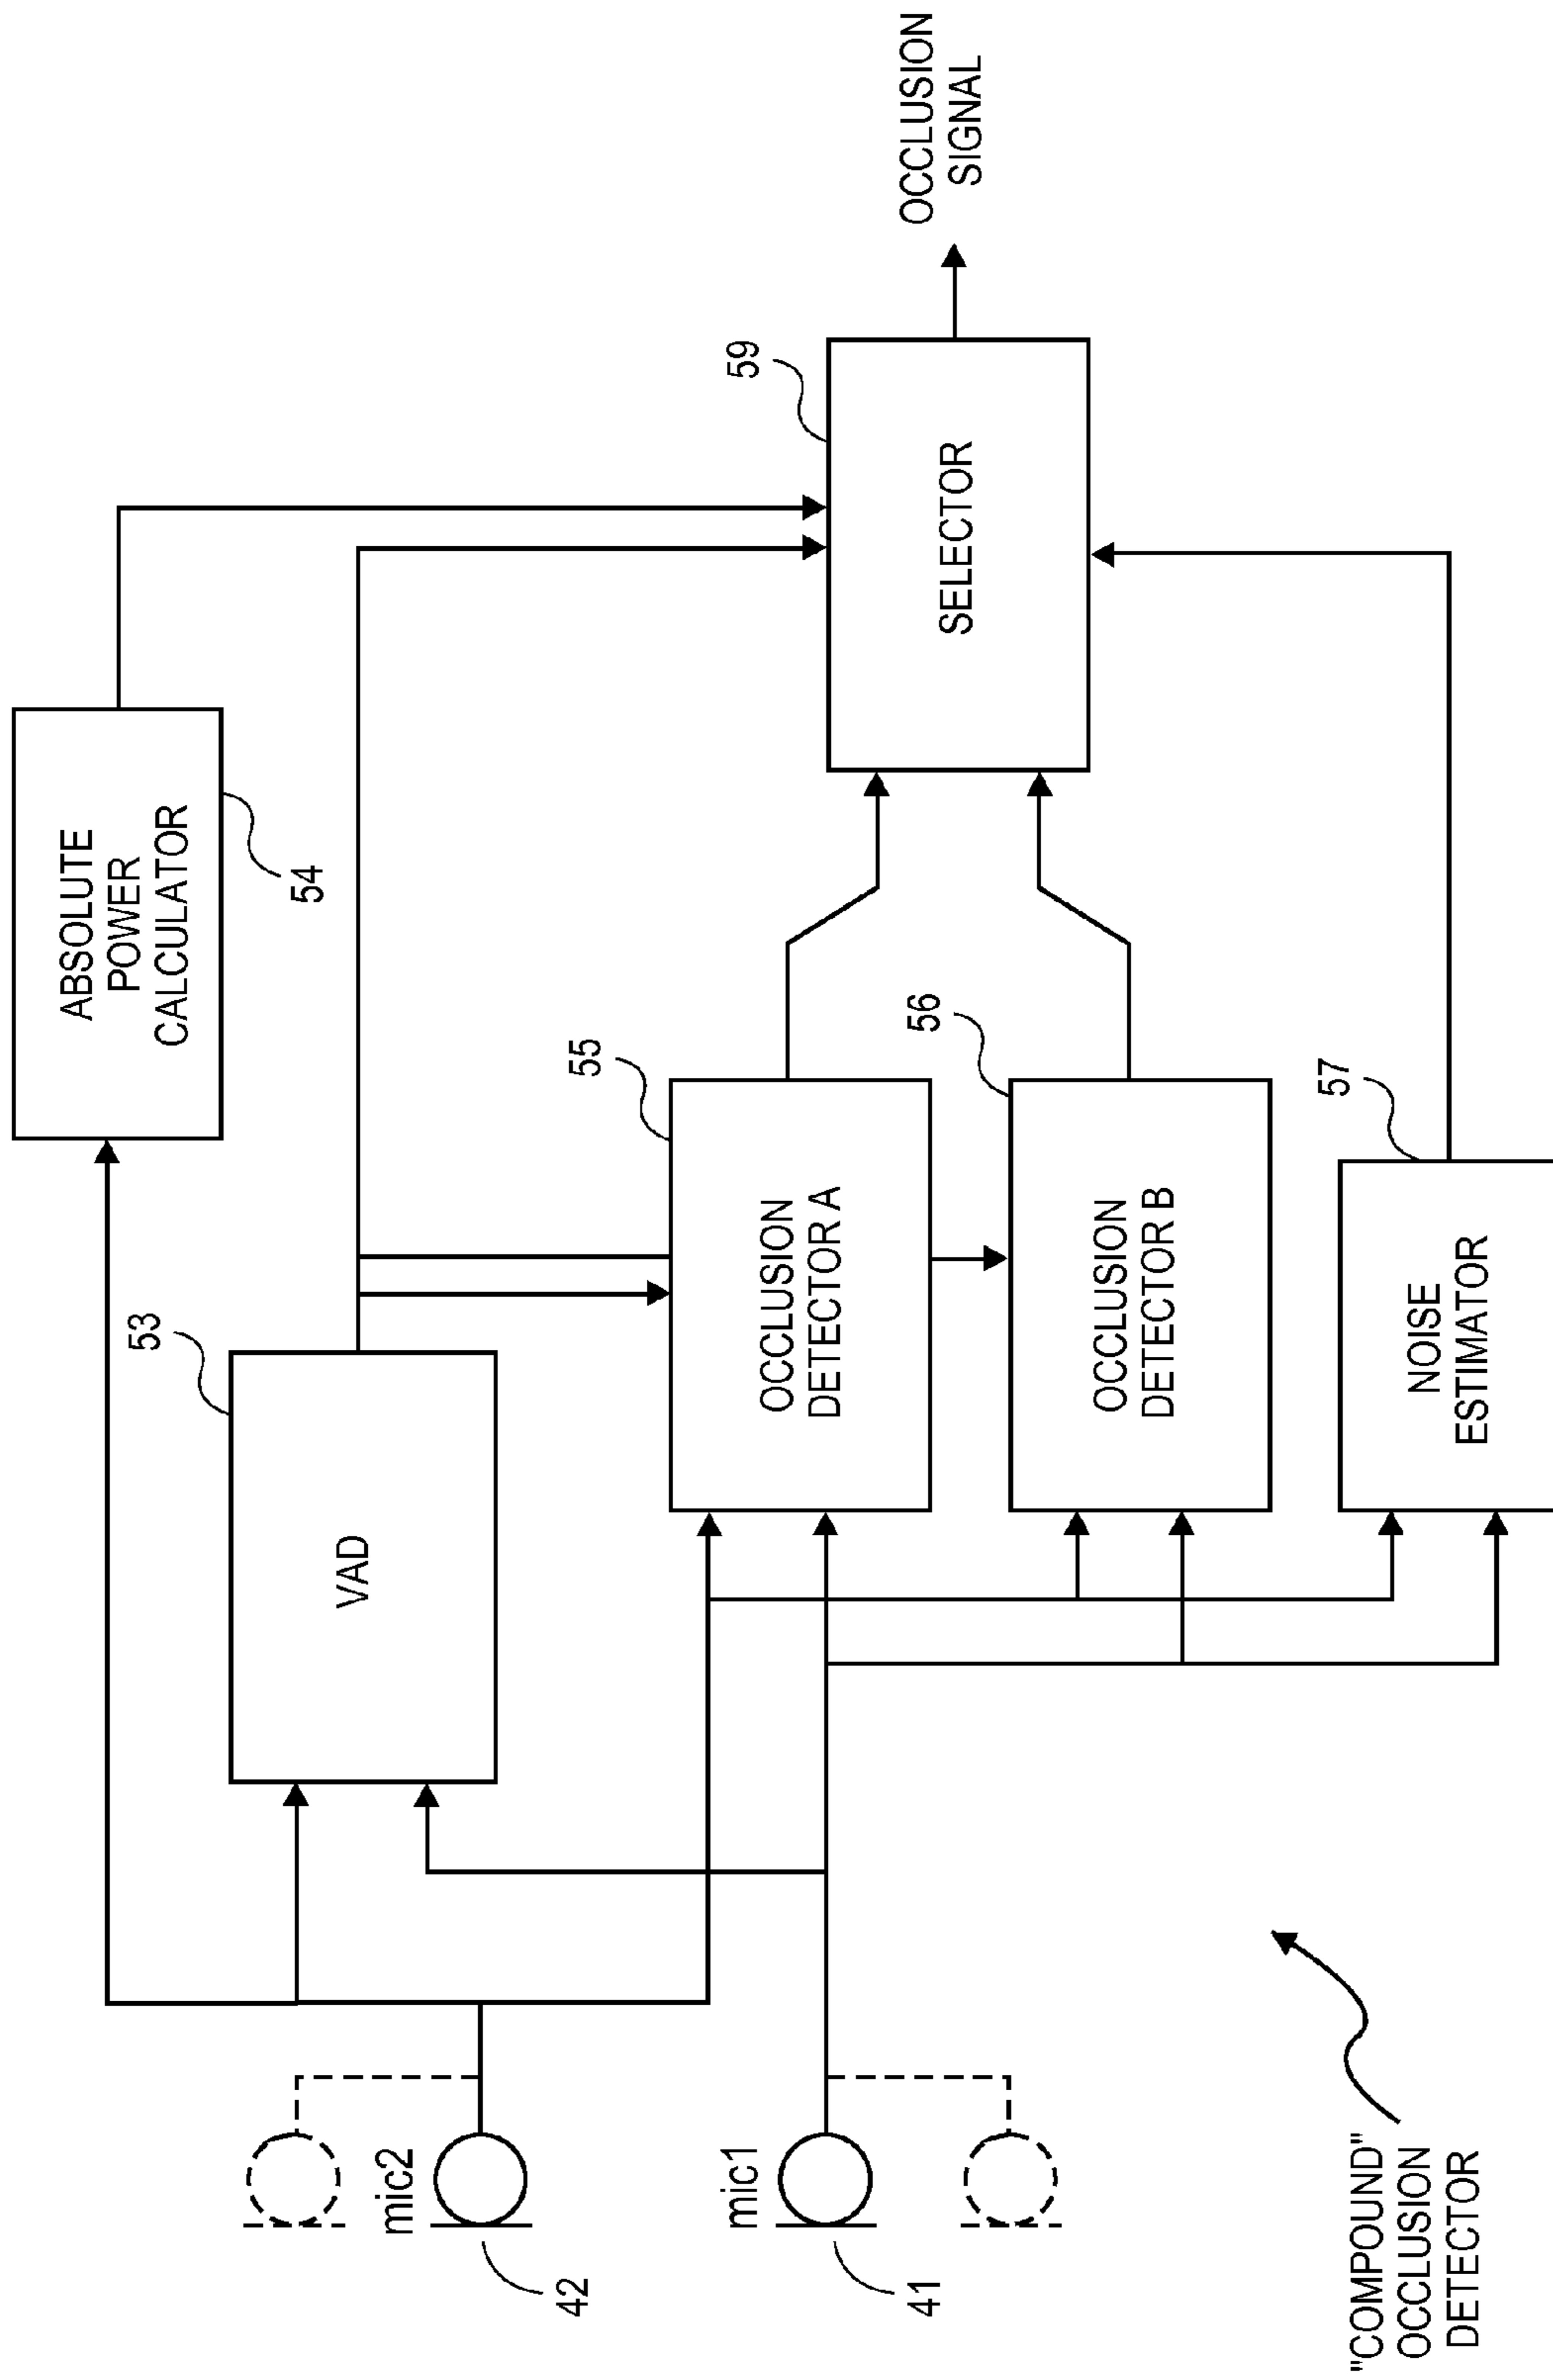 ABSOLUTE
POWER
CALCULATOR
54
53
VAD
59
SELECTOR
OCCLUSION
SIGNAL
mic2
42
55
OCCLUSION
DETECTOR A
mic1
41
56
OCCLUSION
DETECTOR B
57
NOISE
ESTIMATOR
"COMPOUND"
OCCLUSION
DETECTOR